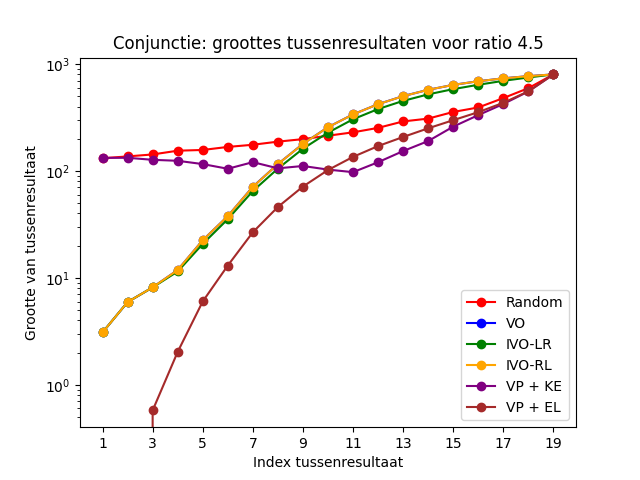 Conjunctie: groottes tussenresultaten voor ratio 4.5
Grootte van tussenresultaat
10³
10²
10¹
10⁰
1 3 5 7 9 11 13 15 17 19
Index tussenresultaat
Random
VO
IVO-LR
IVO-RL
VP + KE
VP + EL